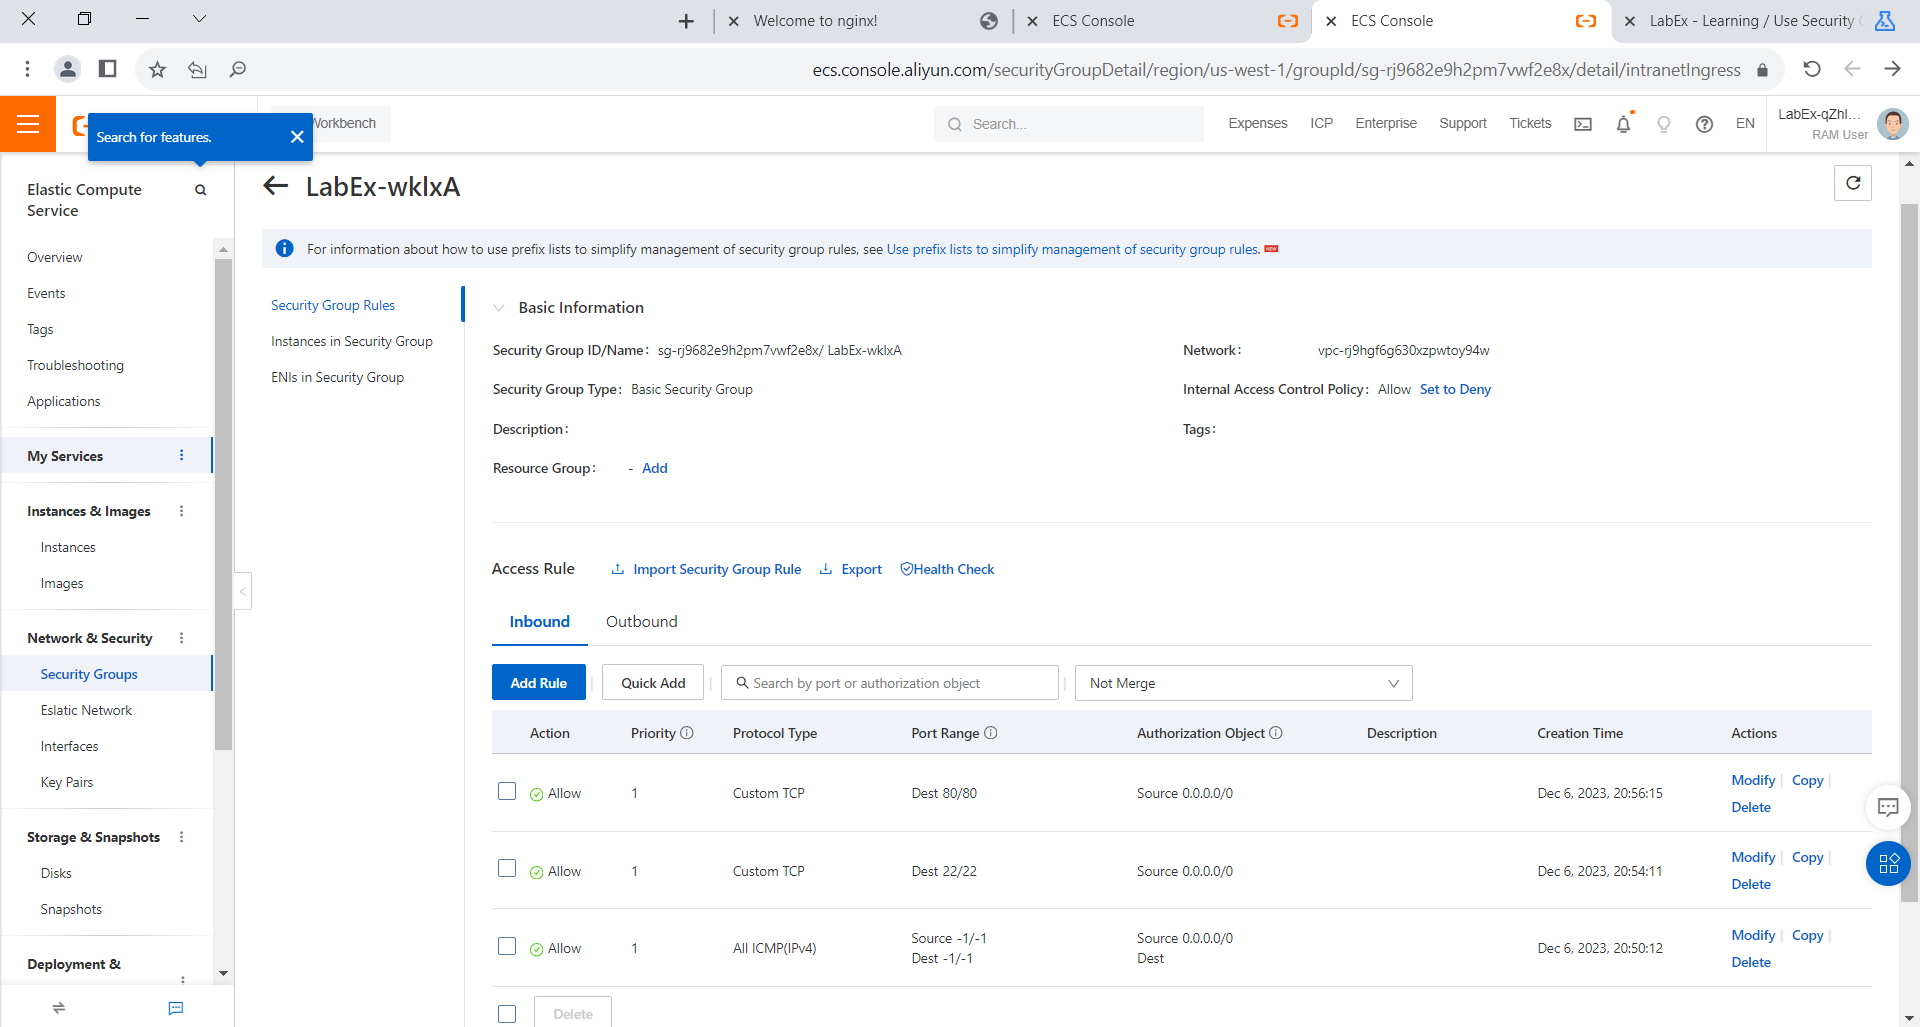 Welcome to nginx!
ECS Console
ECS Console
LabEx - Learning / Use Security
ecs.console.aliyun.com/securityGroupDetail/region/us-west-1/groupId/sg-rj9682e9h2pm7vwf2e8x/detail/intranetIngress
Search for features.
Workbench
Search...
Expenses
ICP
Enterprise
Support
Tickets
EN
LabEx-qZhI...
RAM User
Elastic Compute
Service
Overview
Events
Tags
Troubleshooting
Applications
My Services
Instances & Images
Instances
Images
Network & Security
Security Groups
Eslatic Network
Interfaces
Key Pairs
Storage & Snapshots
Disks
Snapshots
Deployment &
LabEx-wklxA
For information about how to use prefix lists to simplify management of security group rules, see Use prefix lists to simplify management of security group rules. NEW
Security Group Rules
Instances in Security Group
ENIs in Security Group
Basic Information
Security Group ID/Name: sg-rj9682e9h2pm7vwf2e8x/ LabEx-wklxA
Network: vpc-rj9hgf6g630xzpwtoy94w
Security Group Type: Basic Security Group
Internal Access Control Policy: Allow Set to Deny
Description:
Tags:
Resource Group: - Add
Access Rule
Import Security Group Rule
Export
Health Check
Inbound
Outbound
Add Rule
Quick Add
Search by port or authorization object
Not Merge
Action Priority Protocol Type Port Range Authorization Object Description Creation Time Actions
Allow 1 Custom TCP Dest 80/80 Source 0.0.0.0/0 Dec 6, 2023, 20:56:15 Modify Copy
Delete
Allow 1 Custom TCP Dest 22/22 Source 0.0.0.0/0 Dec 6, 2023, 20:54:11 Modify Copy
Delete
Allow 1 All ICMP(IPv4) Source -1/-1 Source 0.0.0.0/0 Dec 6, 2023, 20:50:12 Modify Copy
Dest -1/-1 Dest Delete
Delete